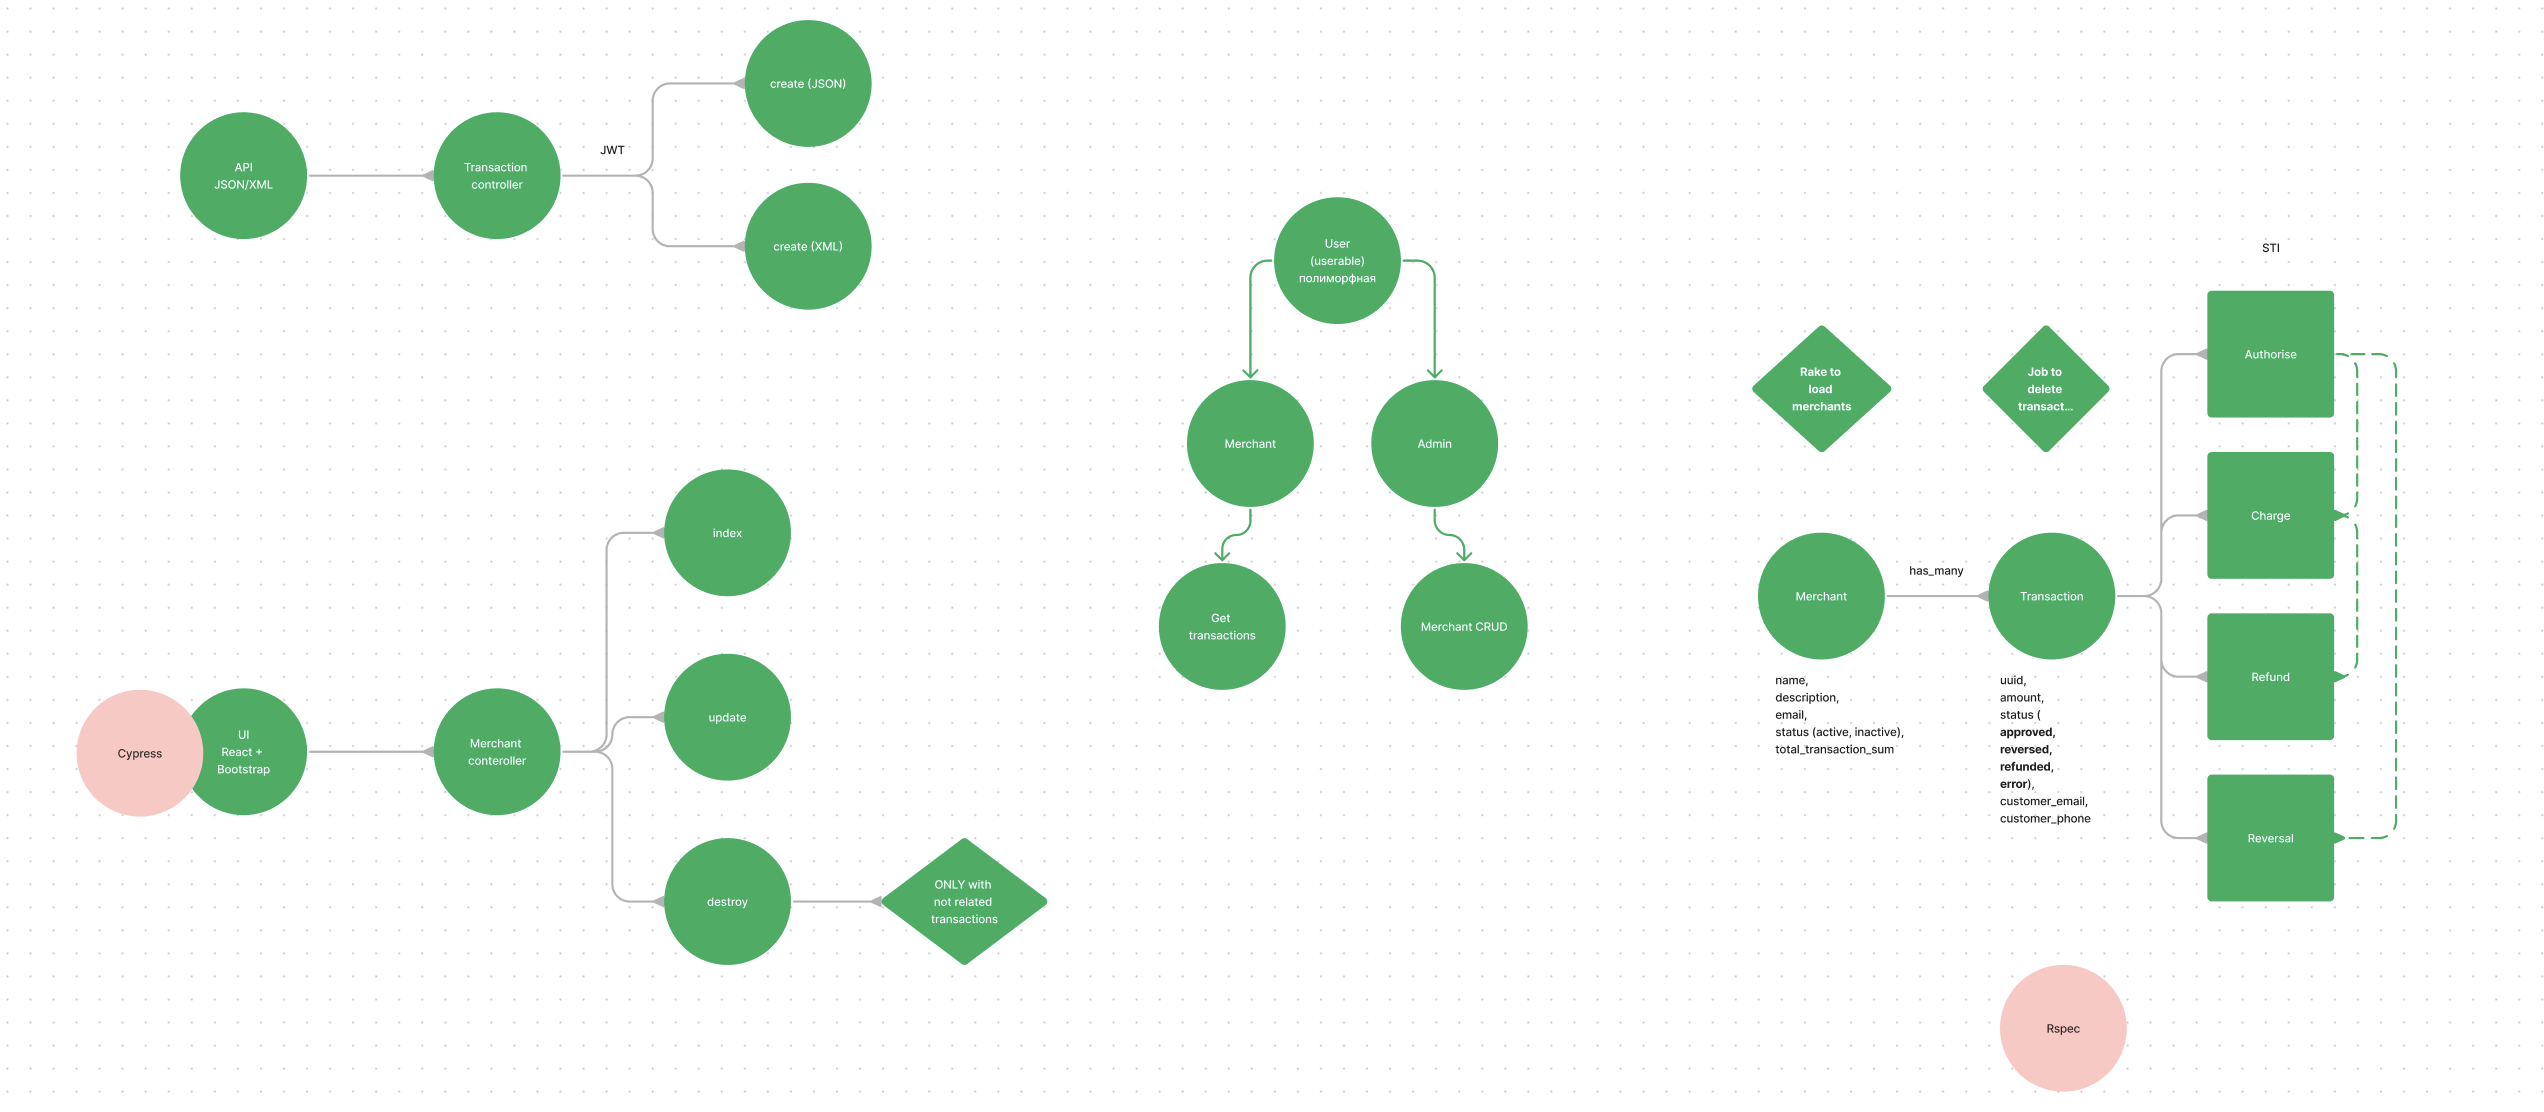 API
JSON/XML
Transaction
controller
JWT
create (JSON)
create (XML)
Cypress
UI
React +
Bootstrap
Merchant
conteroller
index
update
destroy
ONLY with
not related
transactions
User
(userable)
полиморфная
Merchant
Admin
Get
transactions
Merchant CRUD
Rake to
load
merchants
Job to
delete
transact...
Merchant
has_many
Transaction
name,
description,
email,
status (active, inactive),
total_transaction_sum
uuid,
amount,
status (
approved,
reversed,
refunded,
error),
customer_email,
customer_phone
STI
Authorise
Charge
Refund
Reversal
Rspec